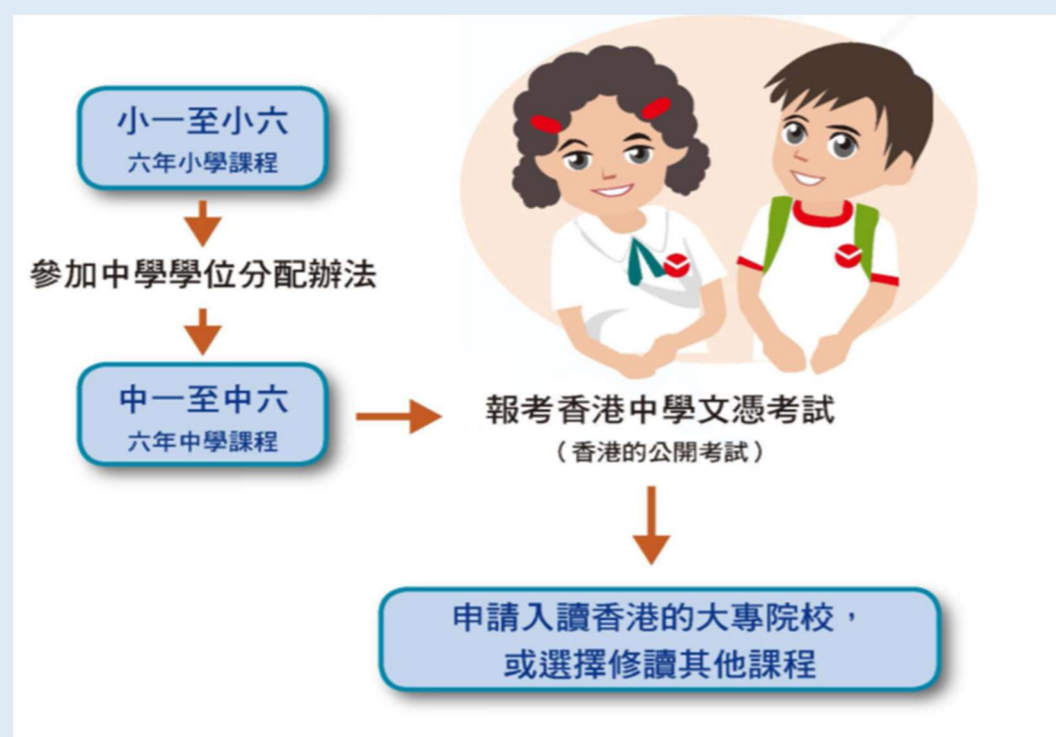 小一至小六
六年小學課程
參加中學學位分配辦法
中一至中六
六年中學課程
報考香港中學文憑考試
（香港的公開考試）
申請入讀香港的大專院校，
或選擇修讀其他課程